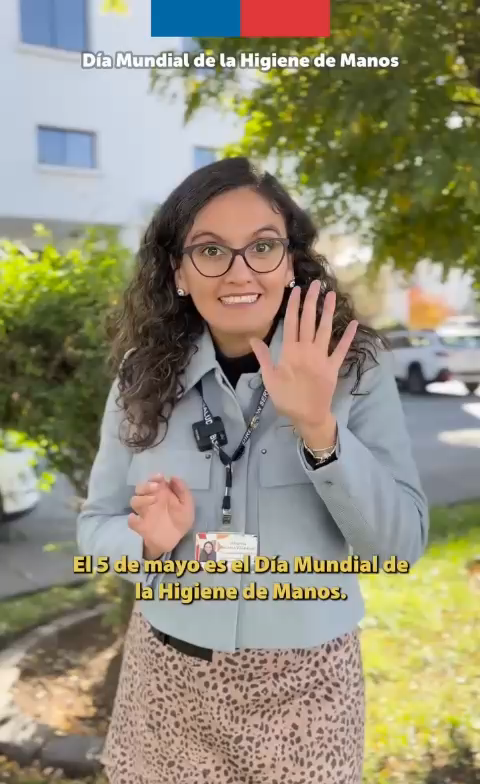 Día Mundial de la Higiene de Manos
El 5 de mayo es el Día Mundial de
la Higiene de Manos.